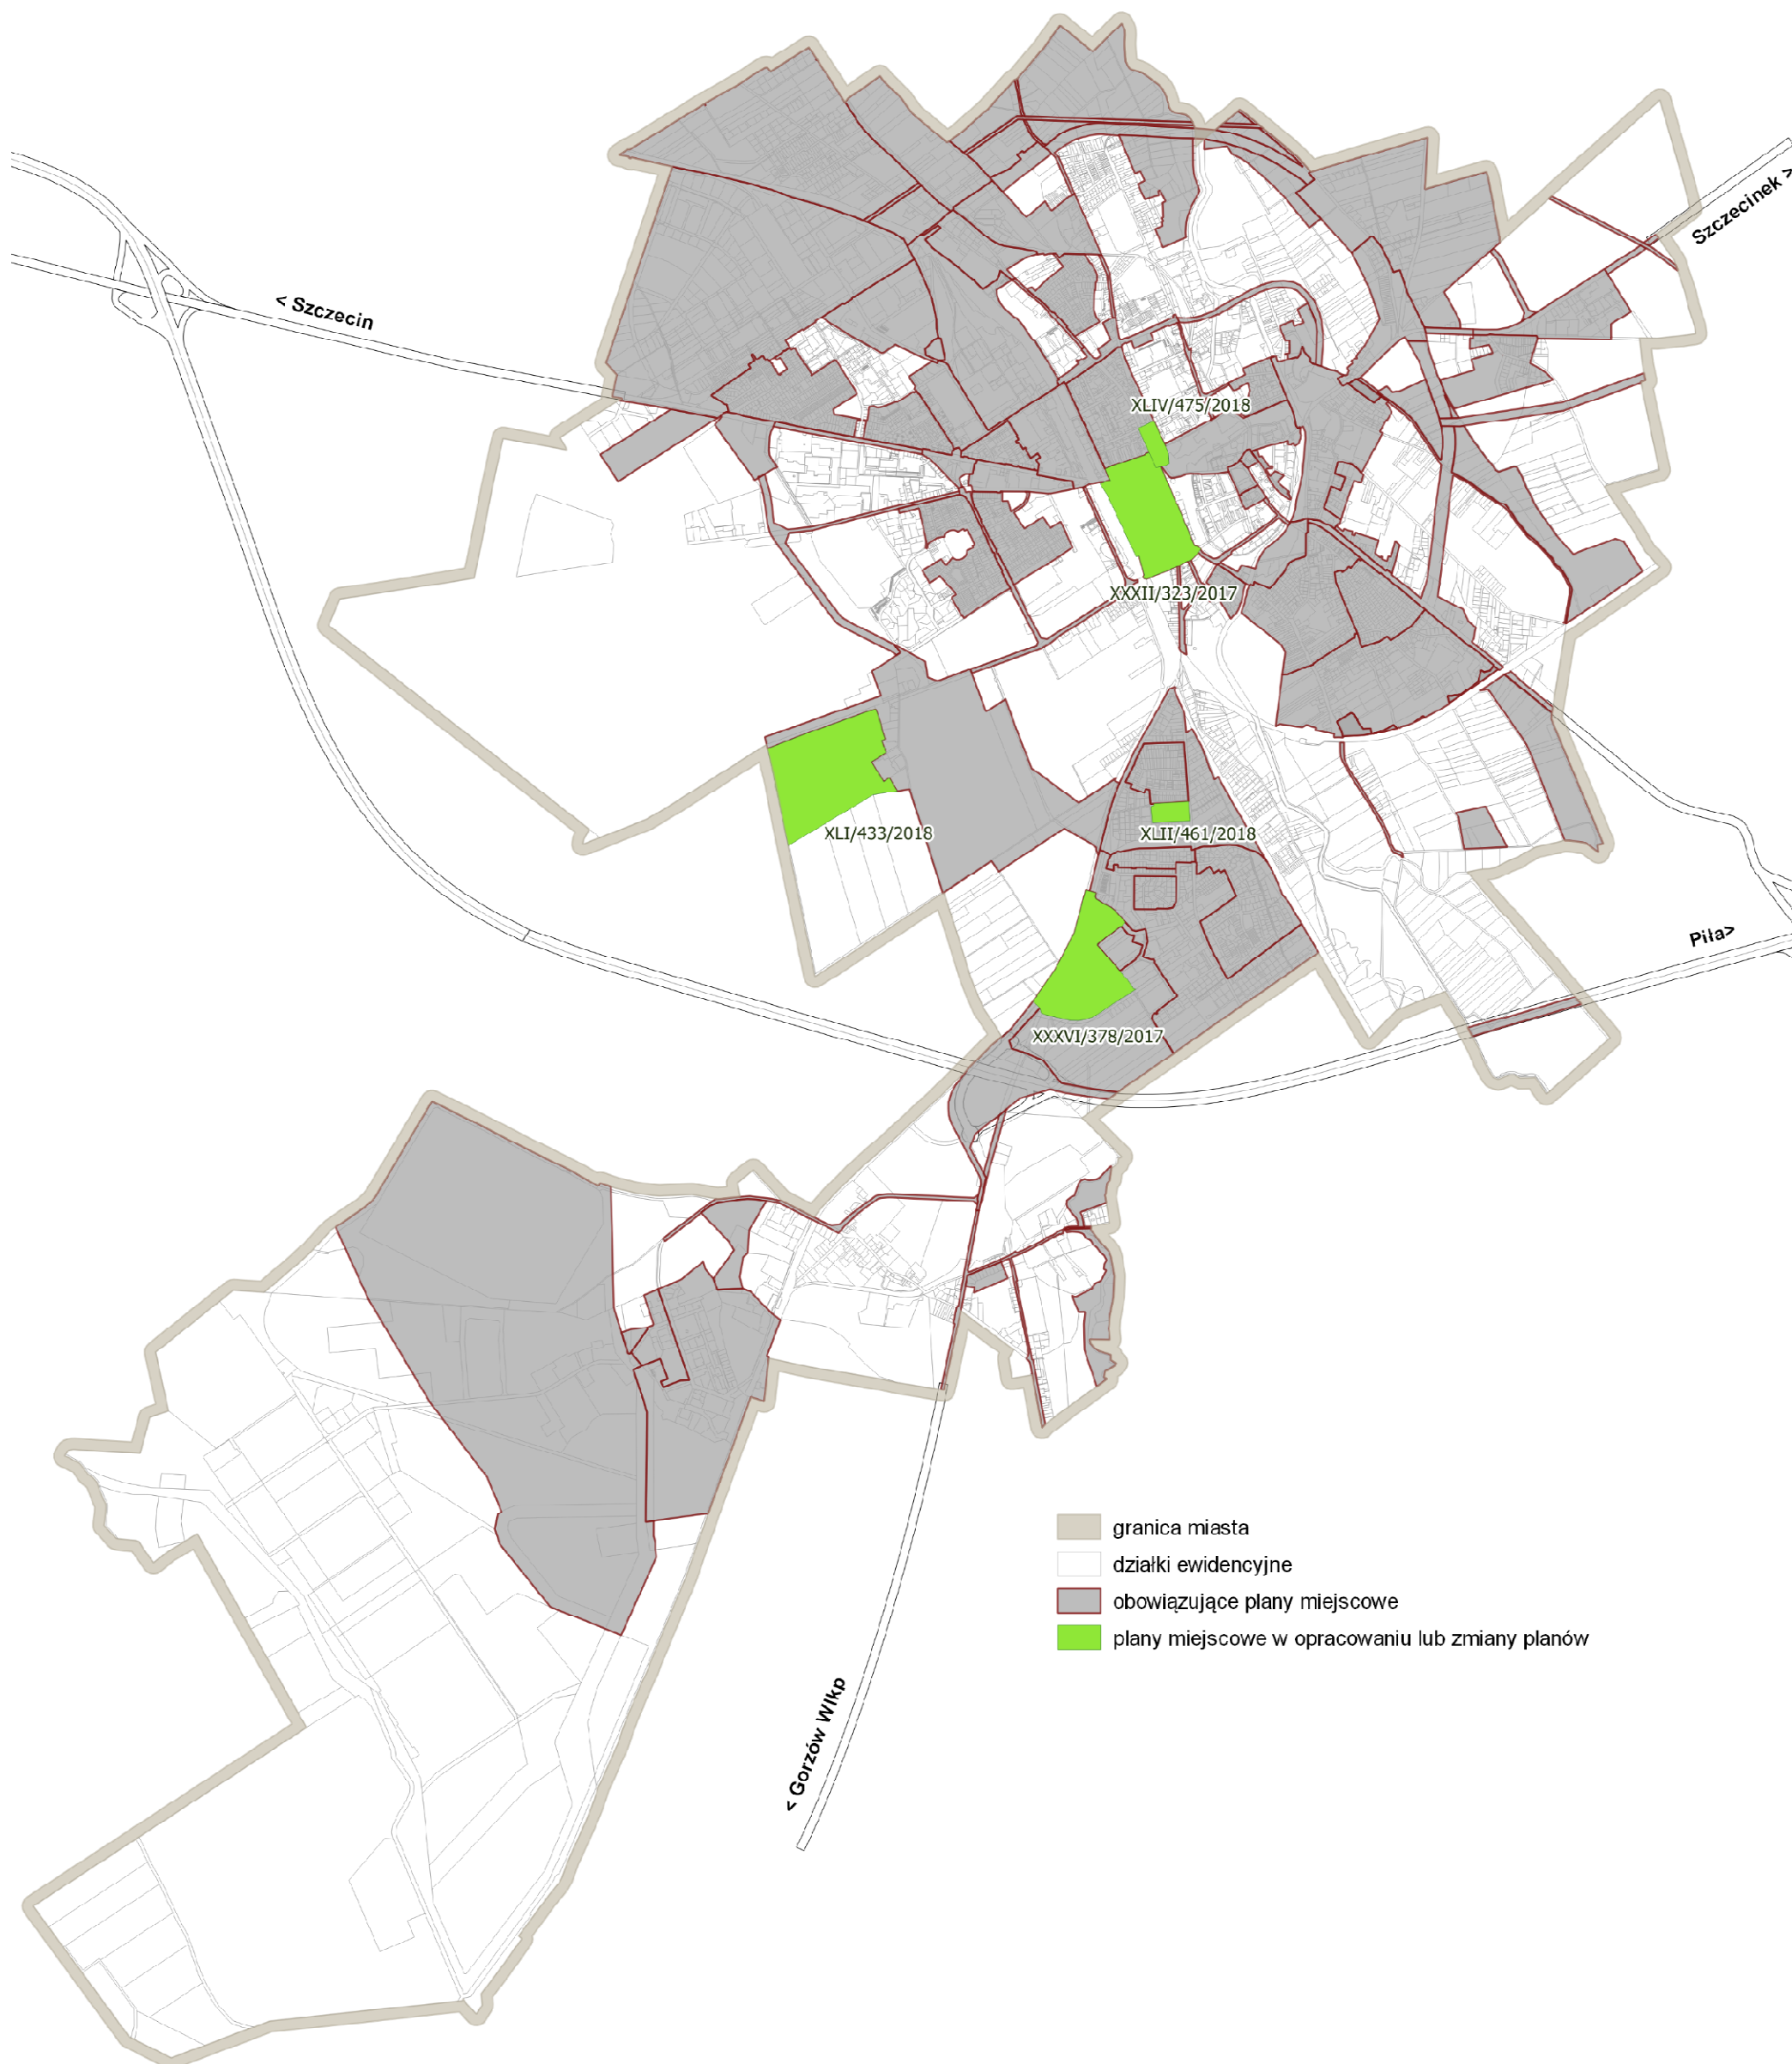 Szczecinek >
< Szczecin
XLIV/475/2018
XXXII/323/2017
XLI/433/2018
XLII/461/2018
Piła>
XXXVI/378/2017
granica miasta
działki ewidencyjne
obowiązujące plany miejscowe
plany miejscowe w opracowaniu lub zmiany planów
< Gorzów Wlkp